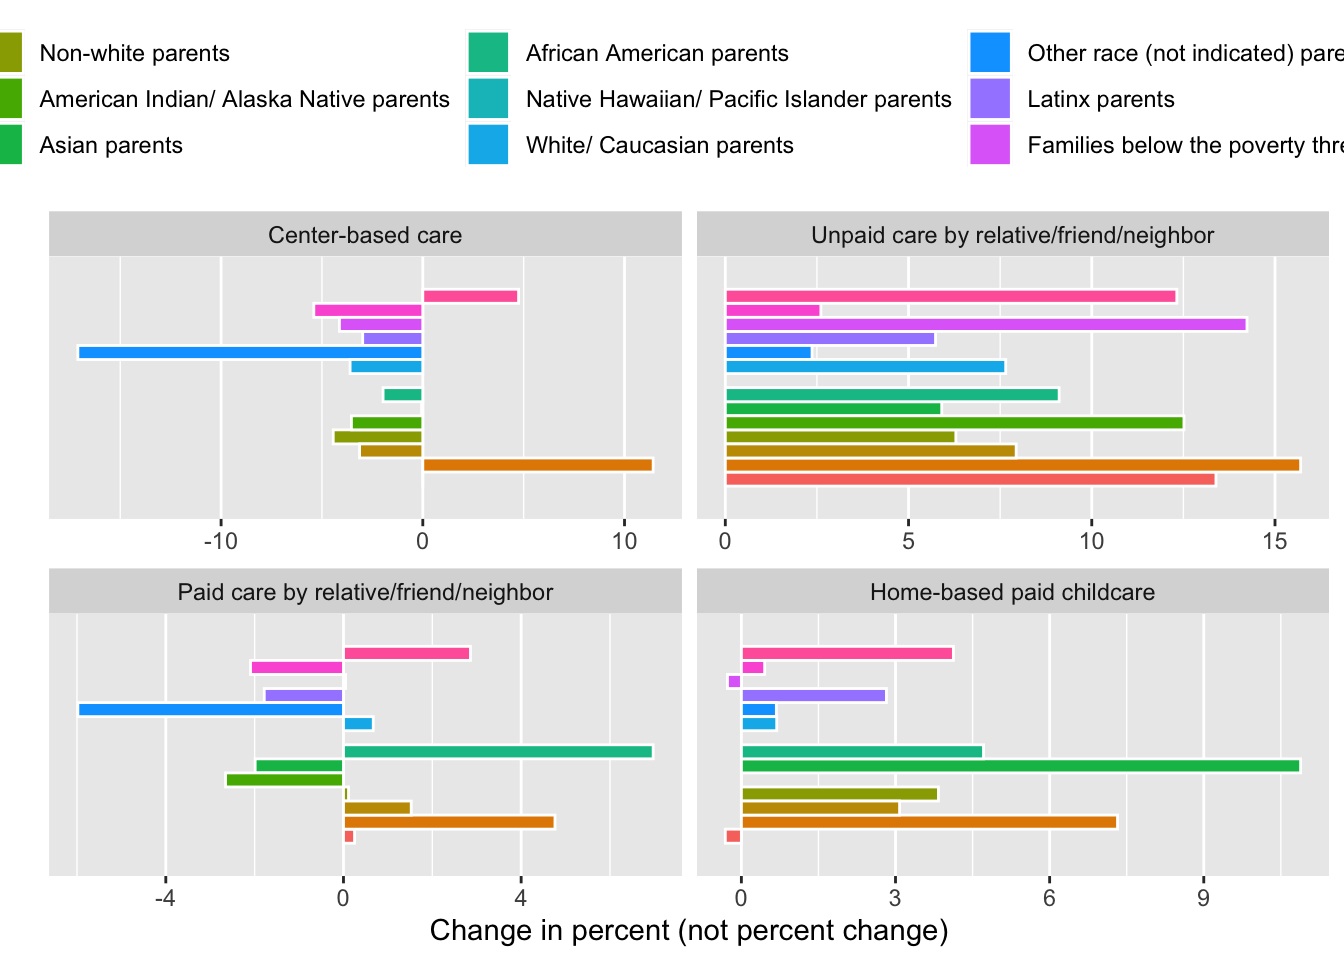 Non-white parents
African American parents
Other race (not indicated)
American Indian/ Alaska Native parents
Native Hawaiian/ Pacific Islander parents
Latinx parents
Asian parents
White/ Caucasian parents
Families below the poverty
Center-based care
Unpaid care by relative/friend/neighbor
-10 0 10
0 5 10 15
Paid care by relative/friend/neighbor
Home-based paid childcare
-4 0 4
0 3 6 9
Change in percent (not percent change)